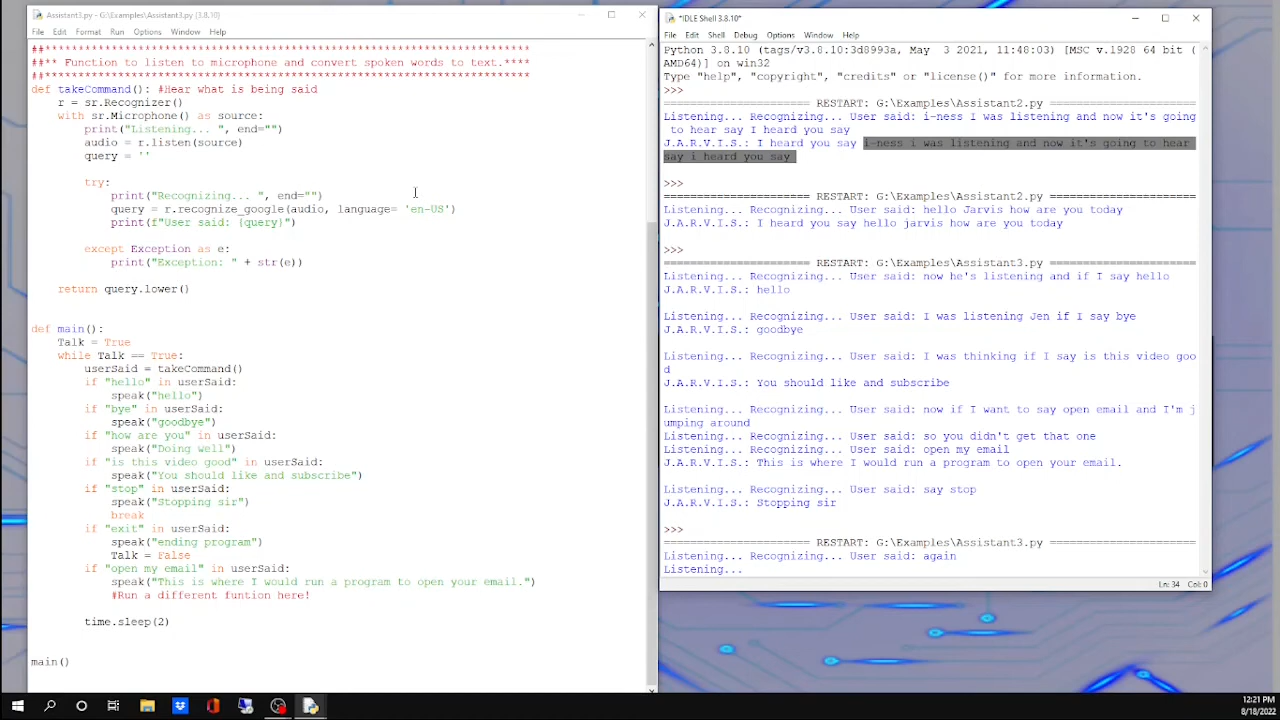 Assistant3.py - G:\Examples\Assistant3.py (3.8.10)
File Edit Format Run Options Window Help
##*******************************************************************
##** Function to listen to microphone and convert spoken words to text.****
##*******************************************************************
def takeCommand(): #Hear what is being said
r = sr.Recognizer()
with sr.Microphone() as source:
print("Listening... ", end="")
audio = r.listen(source)
query = ''
try:
print("Recognizing... ", end="")
query = r.recognize_google(audio, language= 'en-US')
print(f"User said: {query}")
except Exception as e:
print("Exception: " + str(e))
return query.lower()
def main():
Talk = True
while Talk == True:
userSaid = takeCommand()
if "hello" in userSaid:
speak("hello")
if "bye" in userSaid:
speak("goodbye")
if "how are you" in userSaid:
speak("Doing well")
if "is this video good" in userSaid:
speak("You should like and subscribe")
if "stop" in userSaid:
speak("Stopping sir")
break
if "exit" in userSaid:
speak("ending program")
Talk = False
if "open my email" in userSaid:
speak("This is where I would run a program to open your email.")
#Run a different funtion here!
time.sleep(2)
main()
*IDLE Shell 3.8.10*
File Edit Shell Debug Options Window Help
Python 3.8.10 (tags/v3.8.10:3d8993a, May 3 2021, 11:48:03) [MSC v.1928 64 bit (
AMD64)] on win32
Type "help", "copyright", "credits" or "license()" for more information.
>>>
====================== RESTART: G:\Examples\Assistant2.py ======================
Listening... Recognizing... User said: i-ness I was listening and now it's going
to hear say I heard you say
J.A.R.V.I.S.: I heard you say i-ness i was listening and now it's going to hear
say i heard you say
>>>
====================== RESTART: G:\Examples\Assistant2.py ======================
Listening... Recognizing... User said: hello Jarvis how are you today
J.A.R.V.I.S.: I heard you say hello jarvis how are you today
>>>
====================== RESTART: G:\Examples\Assistant3.py ======================
Listening... Recognizing... User said: now he's listening and if I say hello
J.A.R.V.I.S.: hello
Listening... Recognizing... User said: I was listening Jen if I say bye
J.A.R.V.I.S.: goodbye
Listening... Recognizing... User said: I was thinking if I say is this video goo
d
J.A.R.V.I.S.: You should like and subscribe
Listening... Recognizing... User said: now if I want to say open email and I'm j
umping around
Listening... Recognizing... User said: so you didn't get that one
Listening... Recognizing... User said: open my email
J.A.R.V.I.S.: This is where I would run a program to open your email.
Listening... Recognizing... User said: say stop
J.A.R.V.I.S.: Stopping sir
>>>
====================== RESTART: G:\Examples\Assistant3.py ======================
Listening... Recognizing... User said: again
Listening...
Ln: 34 Col: 0
12:21 PM
8/18/2022